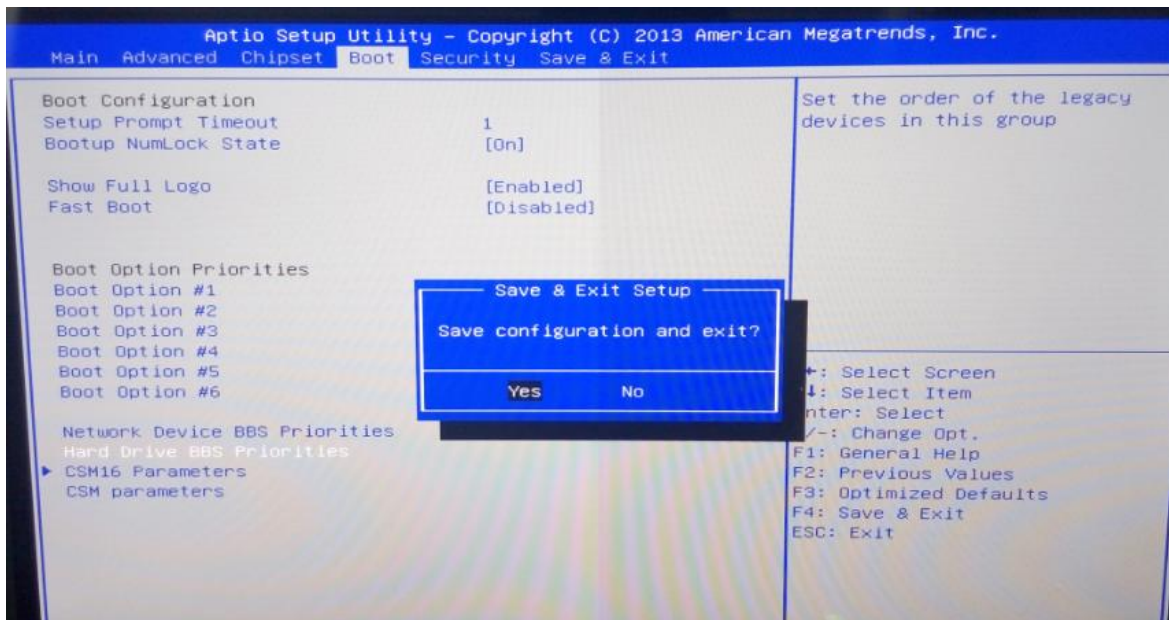 Aptio Setup Utility – Copyright (C) 2013 American Megatrends, Inc.
Main Advanced Chipset Boot Security Save & Exit
Boot Configuration
Setup Prompt Timeout 1
Bootup NumLock State [On]
Show Full Logo [Enabled]
Fast Boot [Disabled]
Boot Option Priorities
Boot Option #1
Boot Option #2
Boot Option #3
Boot Option #4
Boot Option #5
Boot Option #6
Network Device BBS Priorities
Hard Drive BBS Priorities
CSM16 Parameters
CSM parameters
Save & Exit Setup
Save configuration and exit?
Yes No
Set the order of the legacy
devices in this group
: Select Screen
: Select Item
nter: Select
/-: Change Opt.
F1: General Help
F2: Previous Values
F3: Optimized Defaults
F4: Save & Exit
ESC: Exit